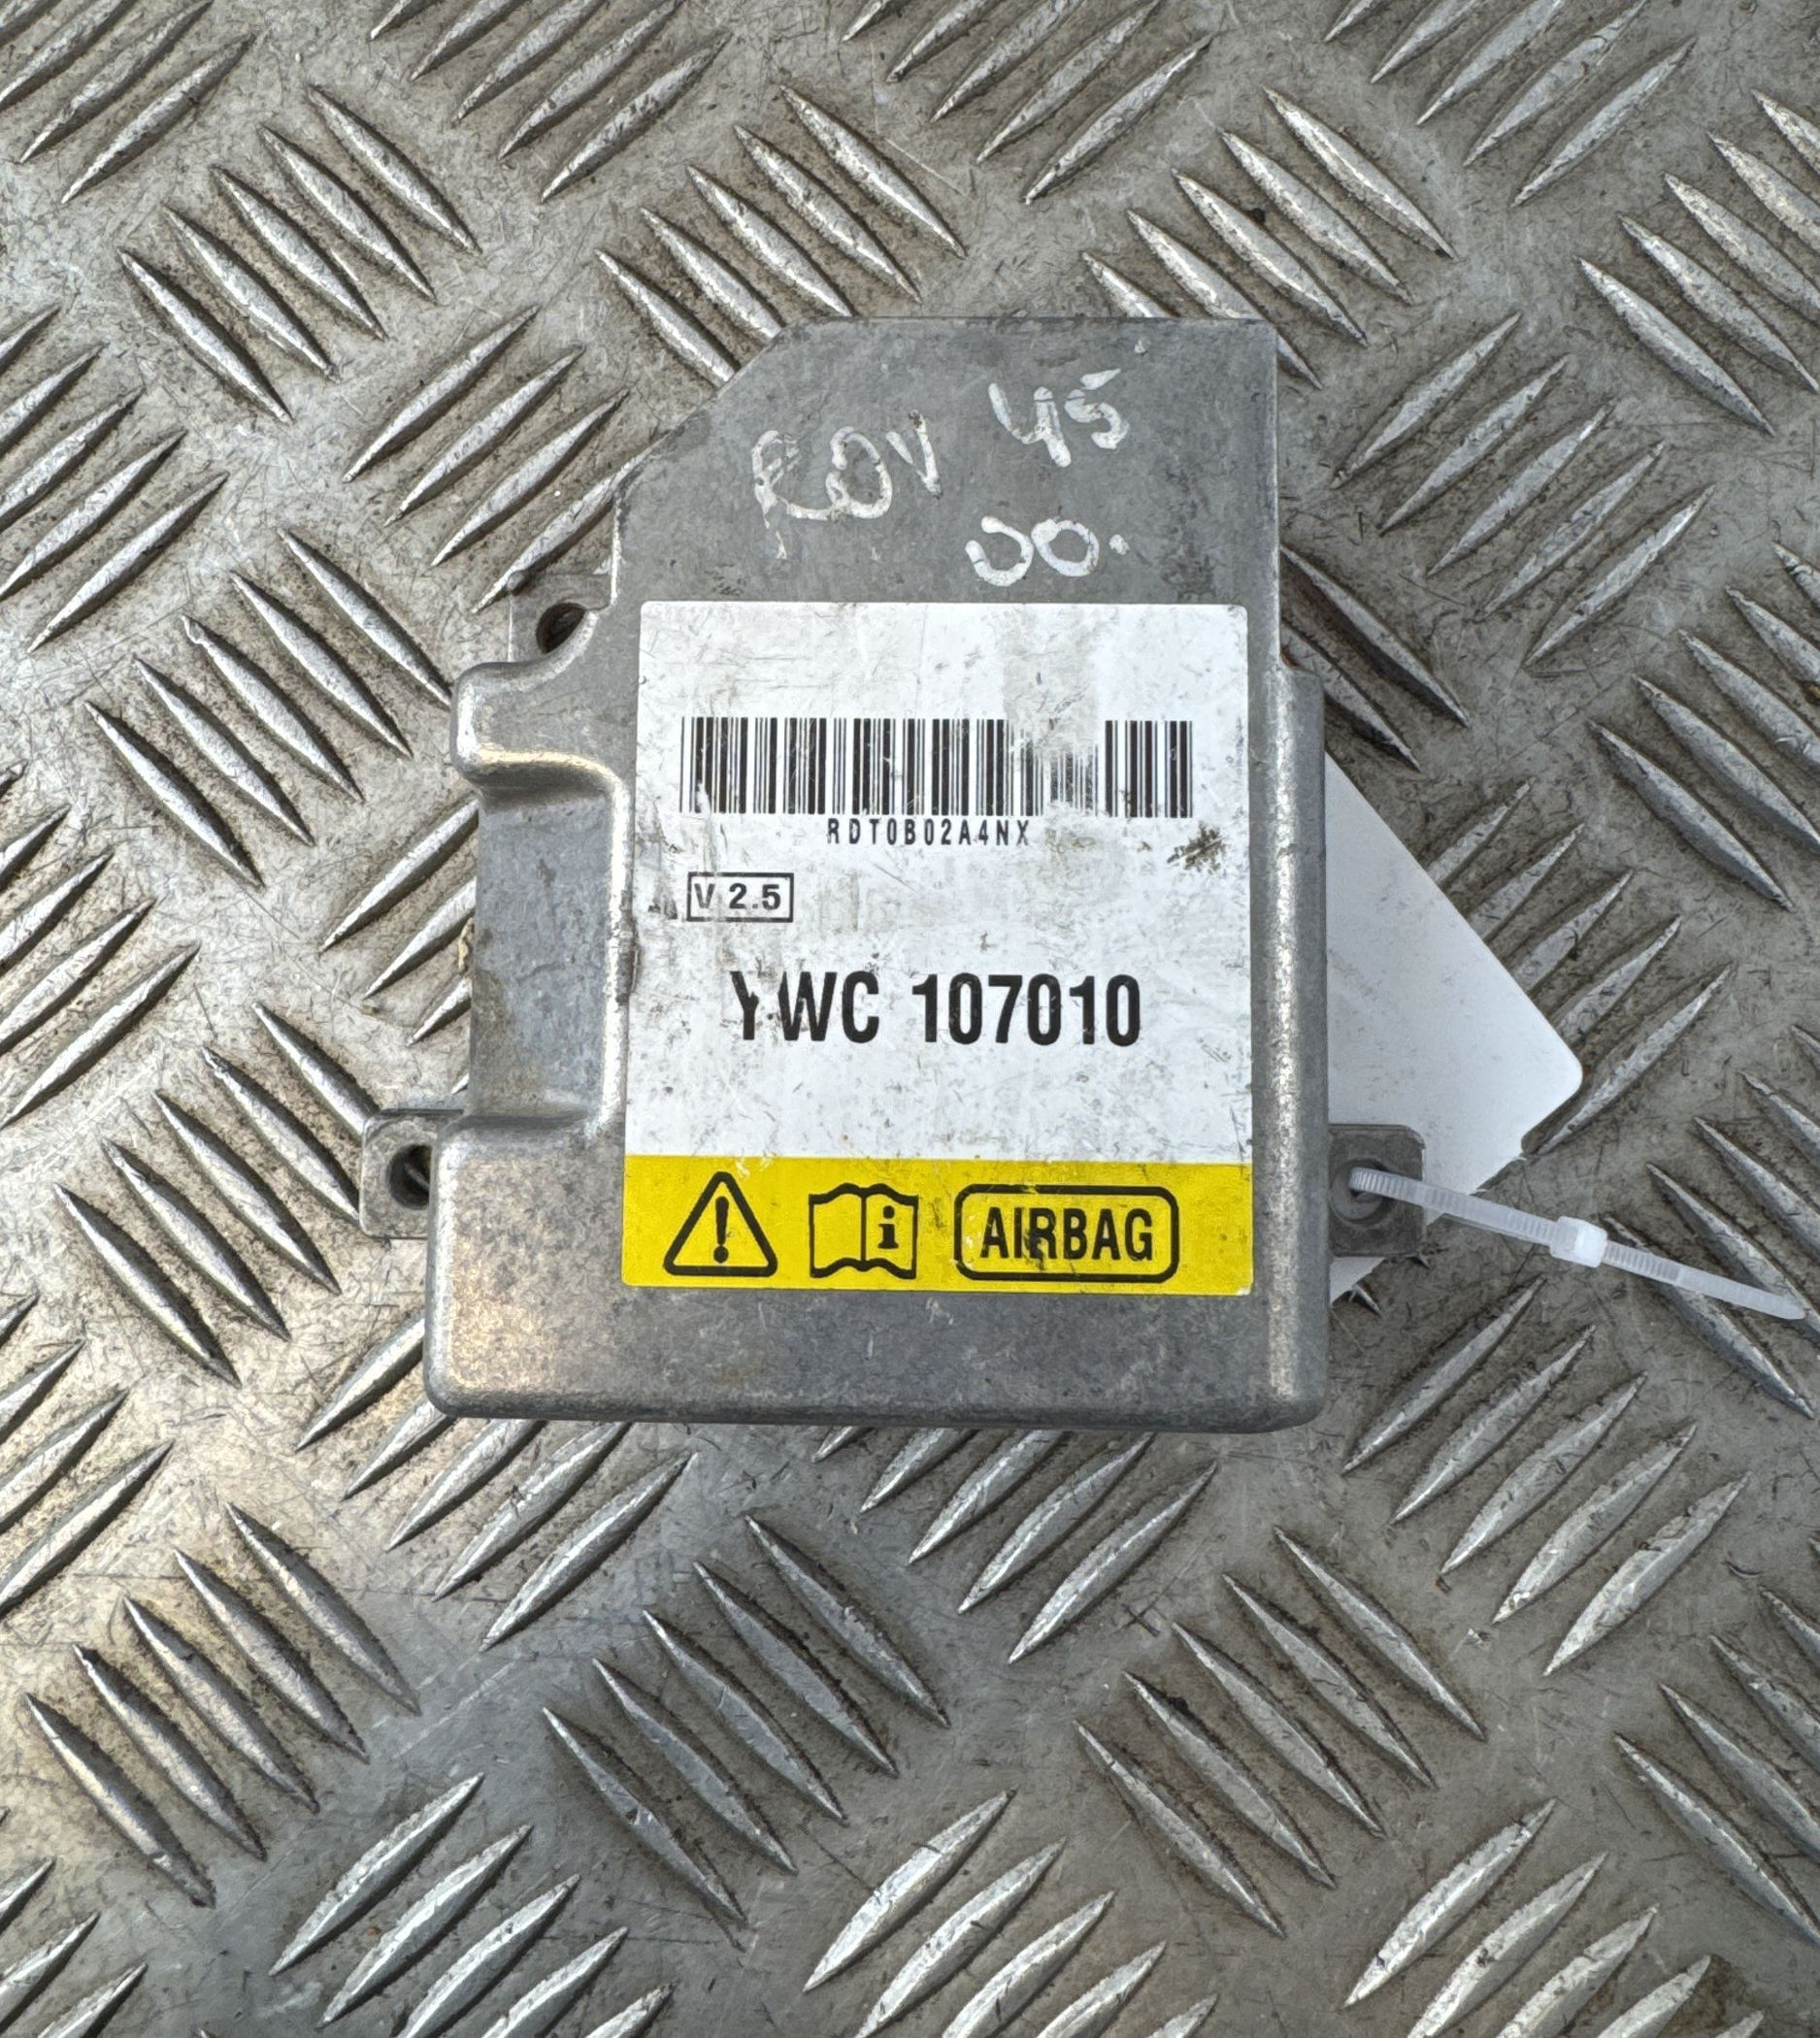 ROV 45
00.
RDT0B02A4NX
V 2.5
YWC 107010
AIRBAG